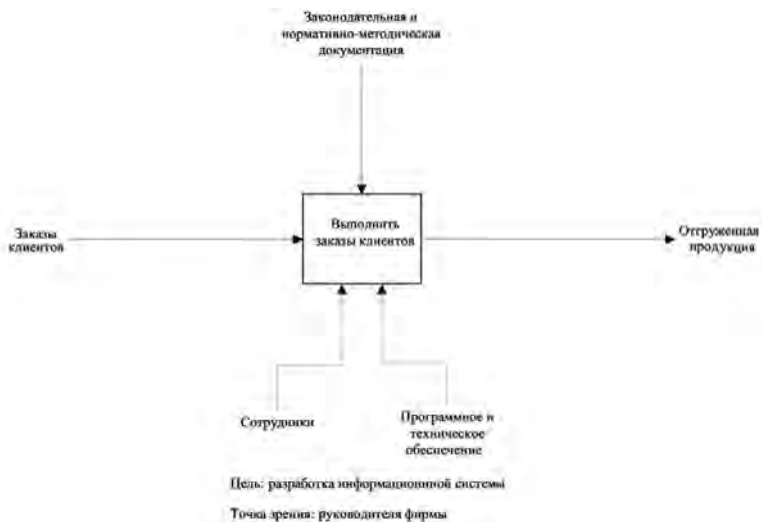 Законодательная и
нормативно-методическая
документация
Выполнить
заказы клиентов
Заказы
клиентов
Отгруженная
продукция
Сотрудники
Программное и
техническое
обеспечение
Цель: разработка информационной системы
Точка зрения: руководителя фирмы